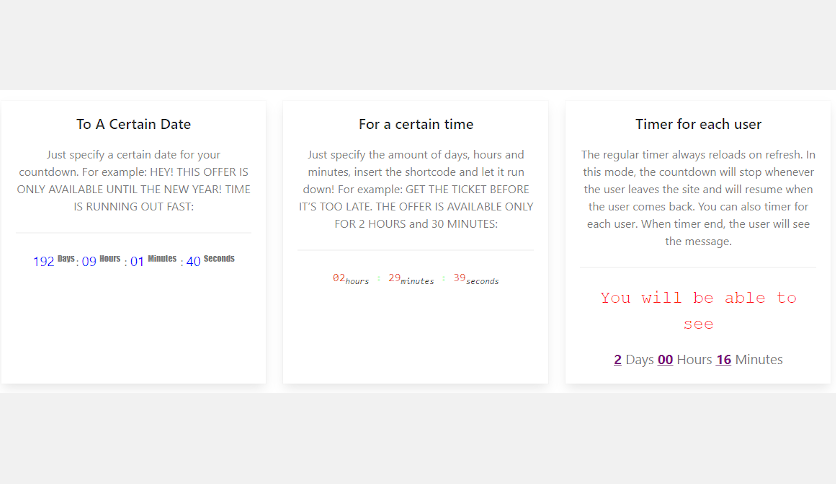 To A Certain Date
Just specify a certain date for your
countdown. For example: HEY! THIS OFFER IS
ONLY AVAILABLE UNTIL THE NEW YEAR! TIME
IS RUNNING OUT FAST:
192 Days : 09 Hours : 01 Minutes : 40 Seconds
For a certain time
Just specify the amount of days, hours and
minutes, insert the shortcode and let it run
down! For example: GET THE TICKET BEFORE
IT'S TOO LATE. THE OFFER IS AVAILABLE ONLY
FOR 2 HOURS and 30 MINUTES:
02hours : 29minutes : 39seconds
Timer for each user
The regular timer always reloads on refresh. In
this mode, the countdown will stop whenever
the user leaves the site and will resume when
the user comes back. You can also timer for
each user. When timer end, the user will see
the message.
You will be able to
see
2 Days 00 Hours 16 Minutes